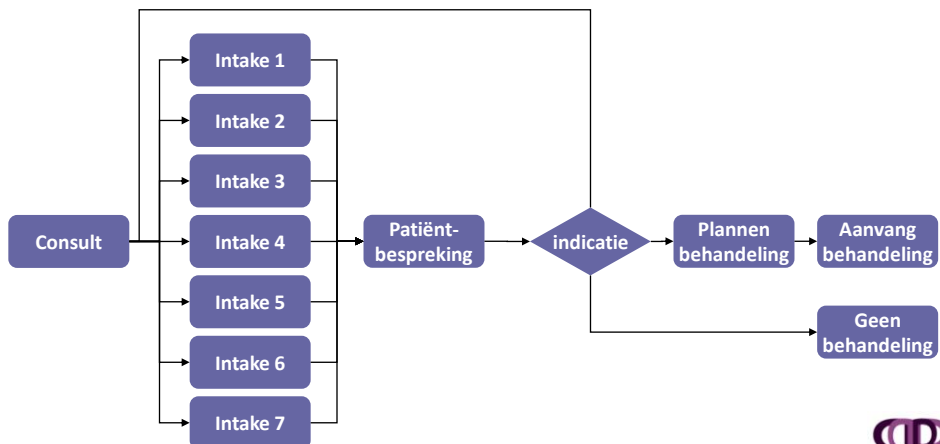 Intake 1
Intake 2
Intake 3
Consult
Intake 4
Patiënt-
bespreking
indicatie
Plannen
behandeling
Aanvang
behandeling
Intake 5
Geen
behandeling
Intake 6
Intake 7